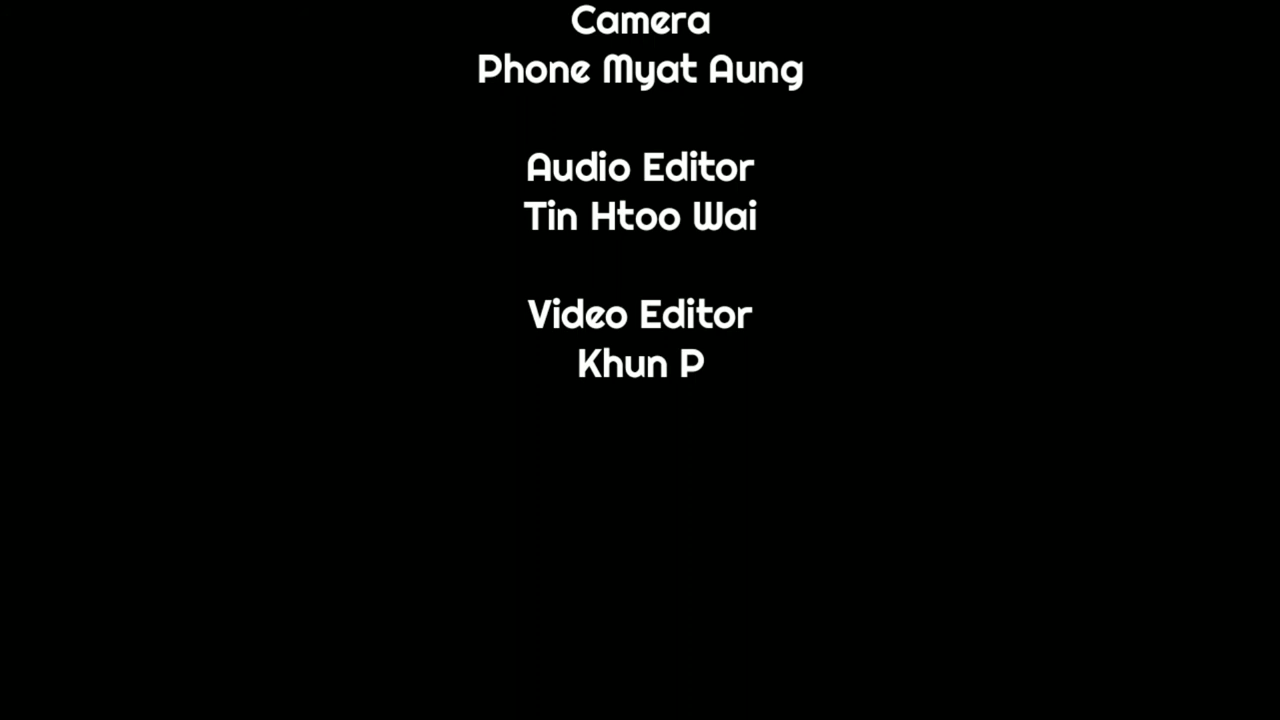 Camera
Phone Myat Aung
Audio Editor
Tin Htoo Wai
Video Editor
Khun P